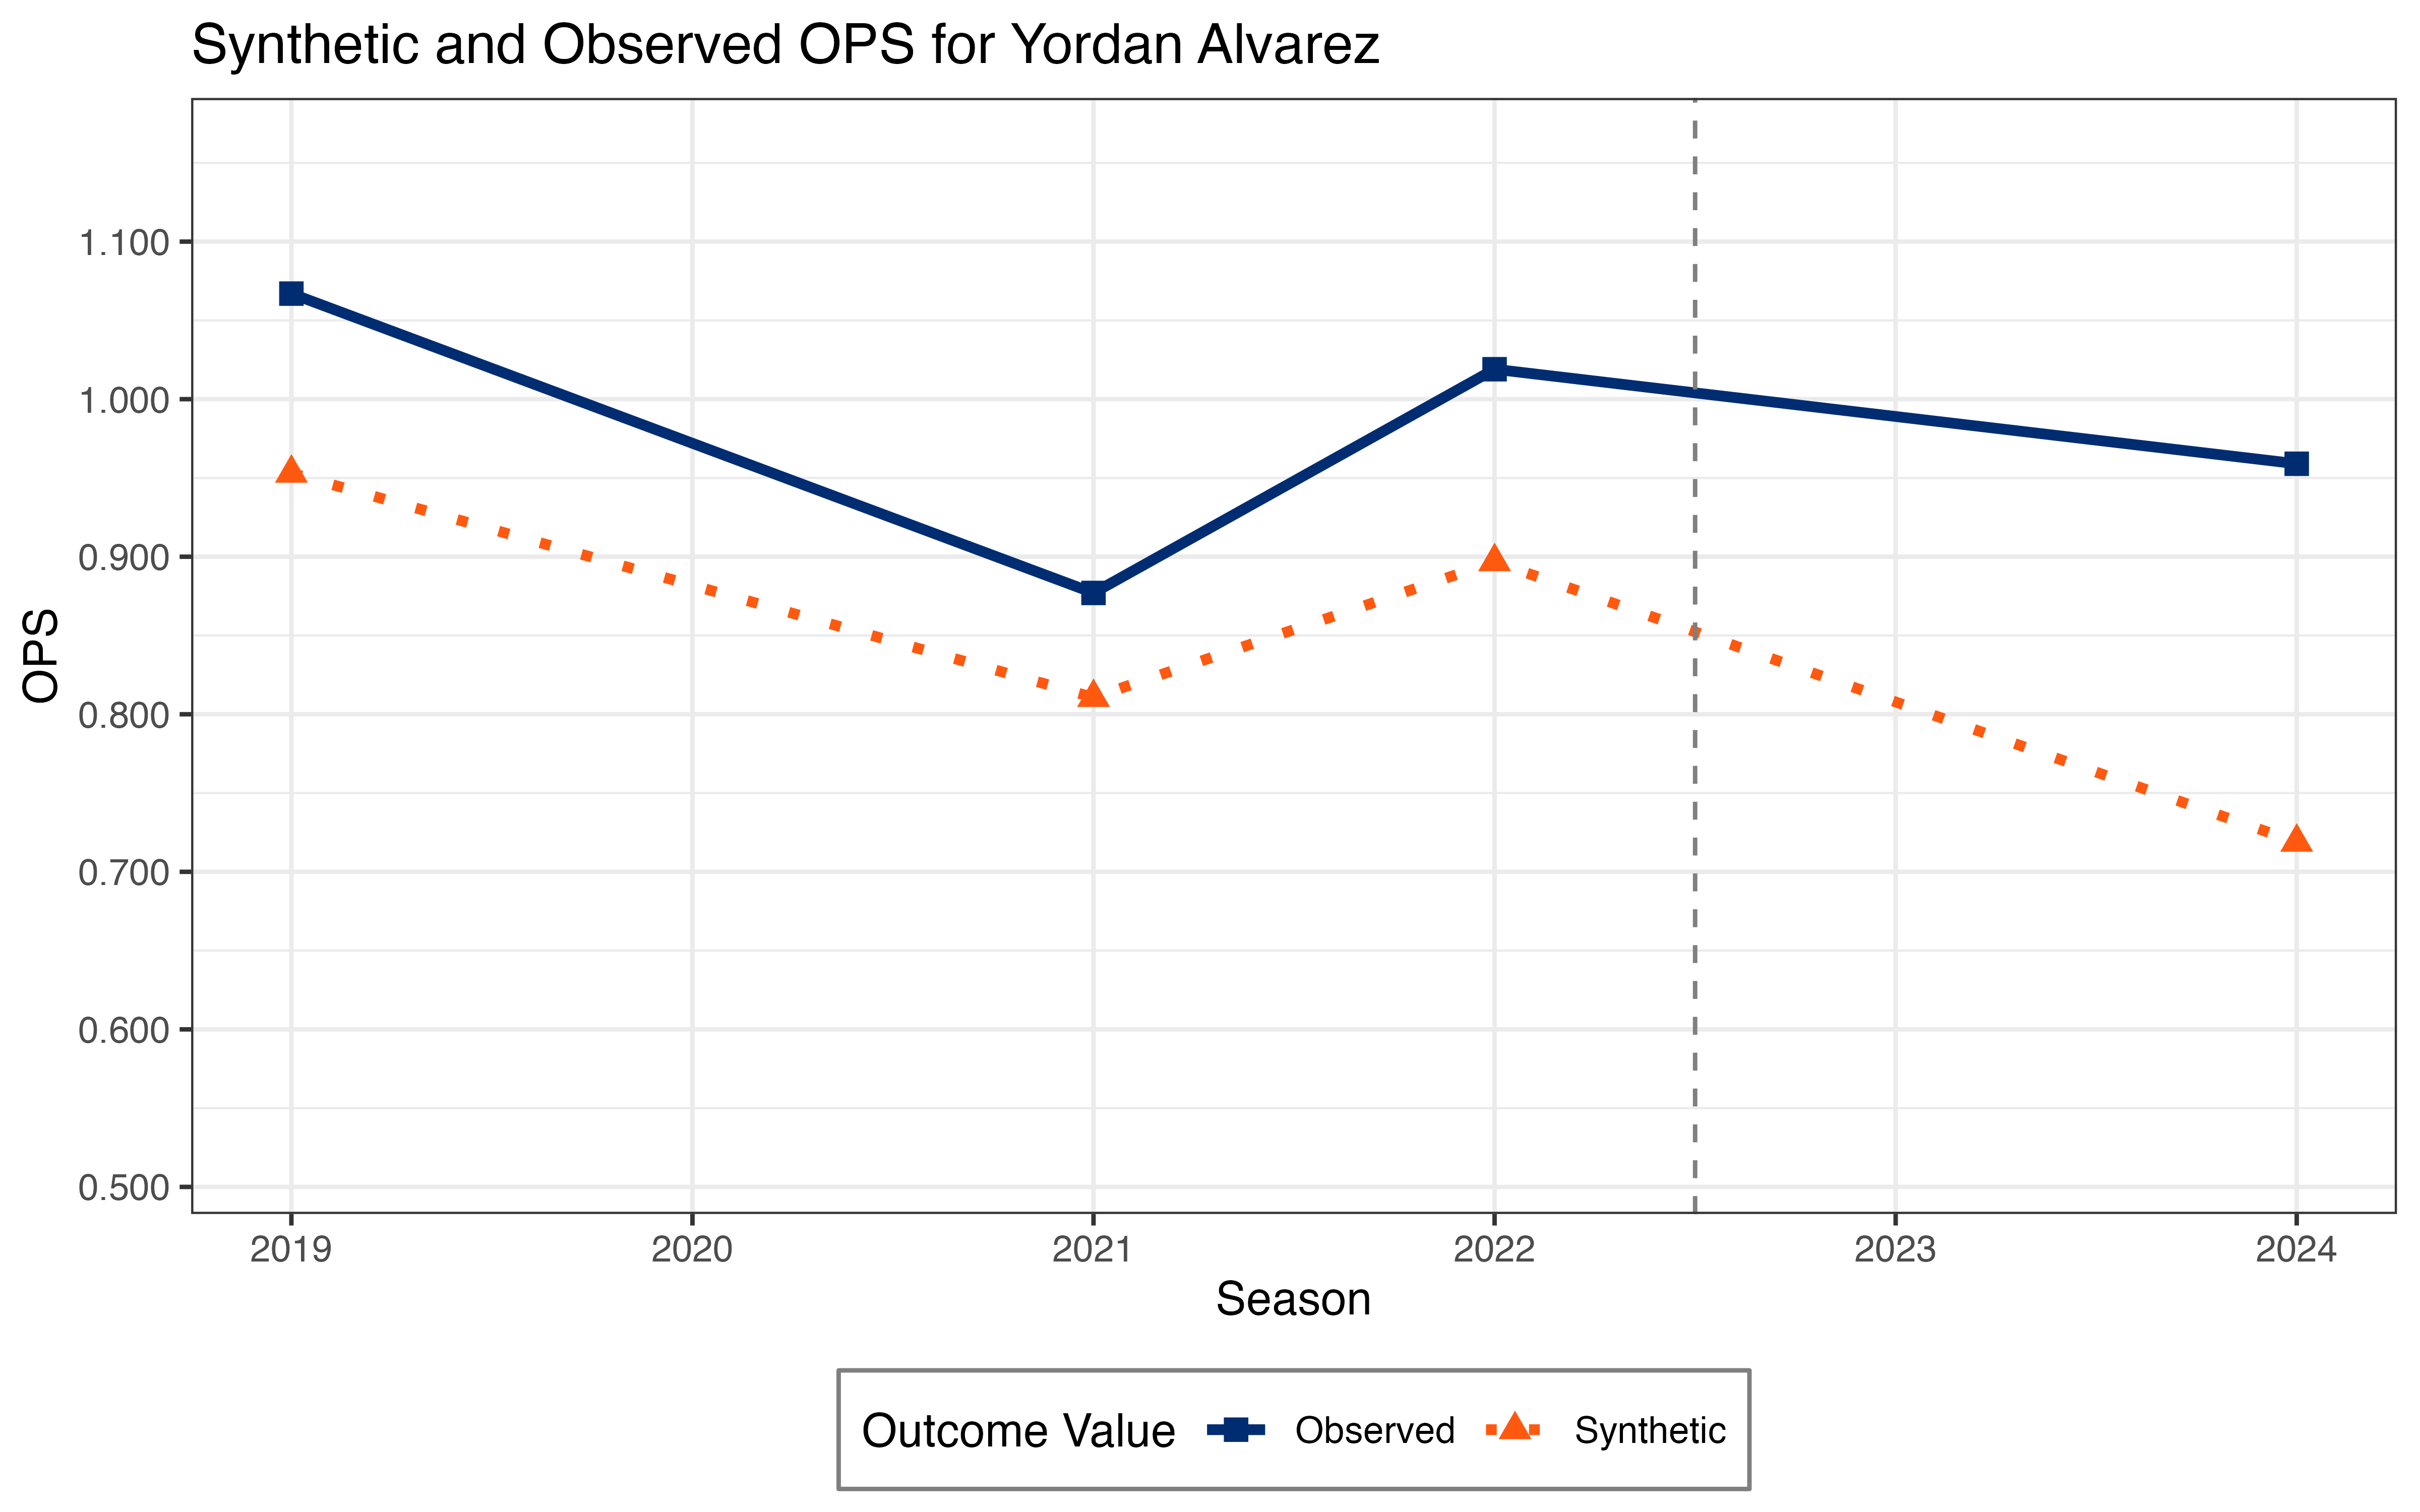 Synthetic and Observed OPS for Yordan Alvarez
1.100
1.000
0.900
0.800
0.700
0.600
0.500
OPS
2019 2020 2021 2022 2023 2024
Season
Outcome Value Observed Synthetic